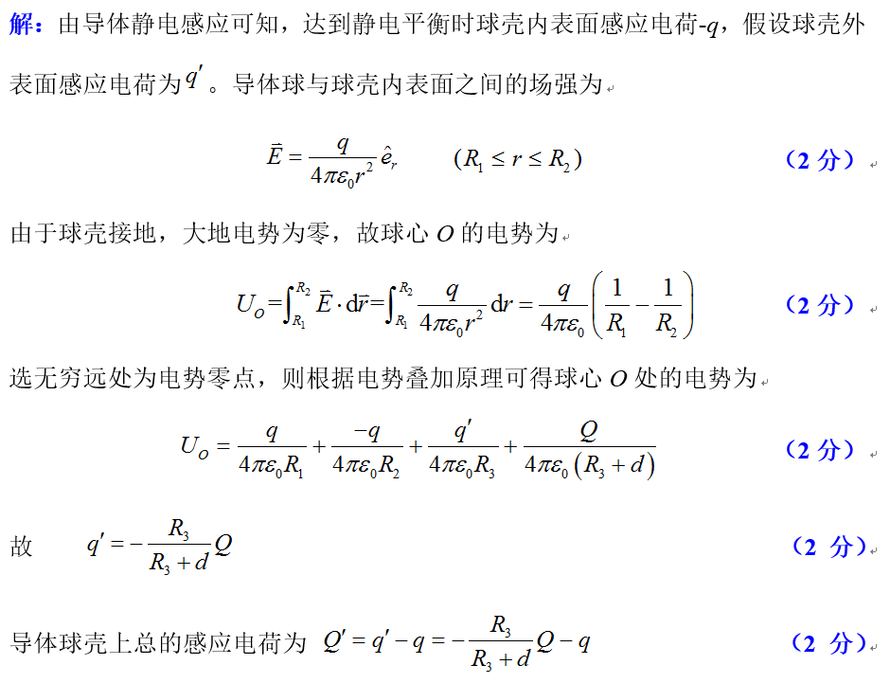 解：由导体静电感应可知，达到静电平衡时球壳内表面感应电荷-q，假设球壳外
表面感应电荷为 q′ 。导体球与球壳内表面之间的场强为
$\vec{E} = \frac{q}{4\pi\varepsilon_0 r^2}\hat{e}_r \quad (R_1 \le r \le R_2)$ （2 分）
由于球壳接地，大地电势为零，故球心 O 的电势为
$U_O = \int_{R_1}^{R_2} \vec{E} \cdot \mathrm{d}\vec{r} = \int_{R_1}^{R_2} \frac{q}{4\pi\varepsilon_0 r^2} \mathrm{d}r = \frac{q}{4\pi\varepsilon_0} \left( \frac{1}{R_1} - \frac{1}{R_2} \right)$ （2 分）
选无穷远处为电势零点，则根据电势叠加原理可得球心 O 处的电势为
$U_O = \frac{q}{4\pi\varepsilon_0 R_1} + \frac{-q}{4\pi\varepsilon_0 R_2} + \frac{q'}{4\pi\varepsilon_0 R_3} + \frac{Q}{4\pi\varepsilon_0 (R_3 + d)}$ （2 分）
故 $q' = -\frac{R_3}{R_3 + d} Q$ （2 分）
导体球壳上总的感应电荷为 $Q' = q' - q = -\frac{R_3}{R_3 + d} Q - q$ （2 分）